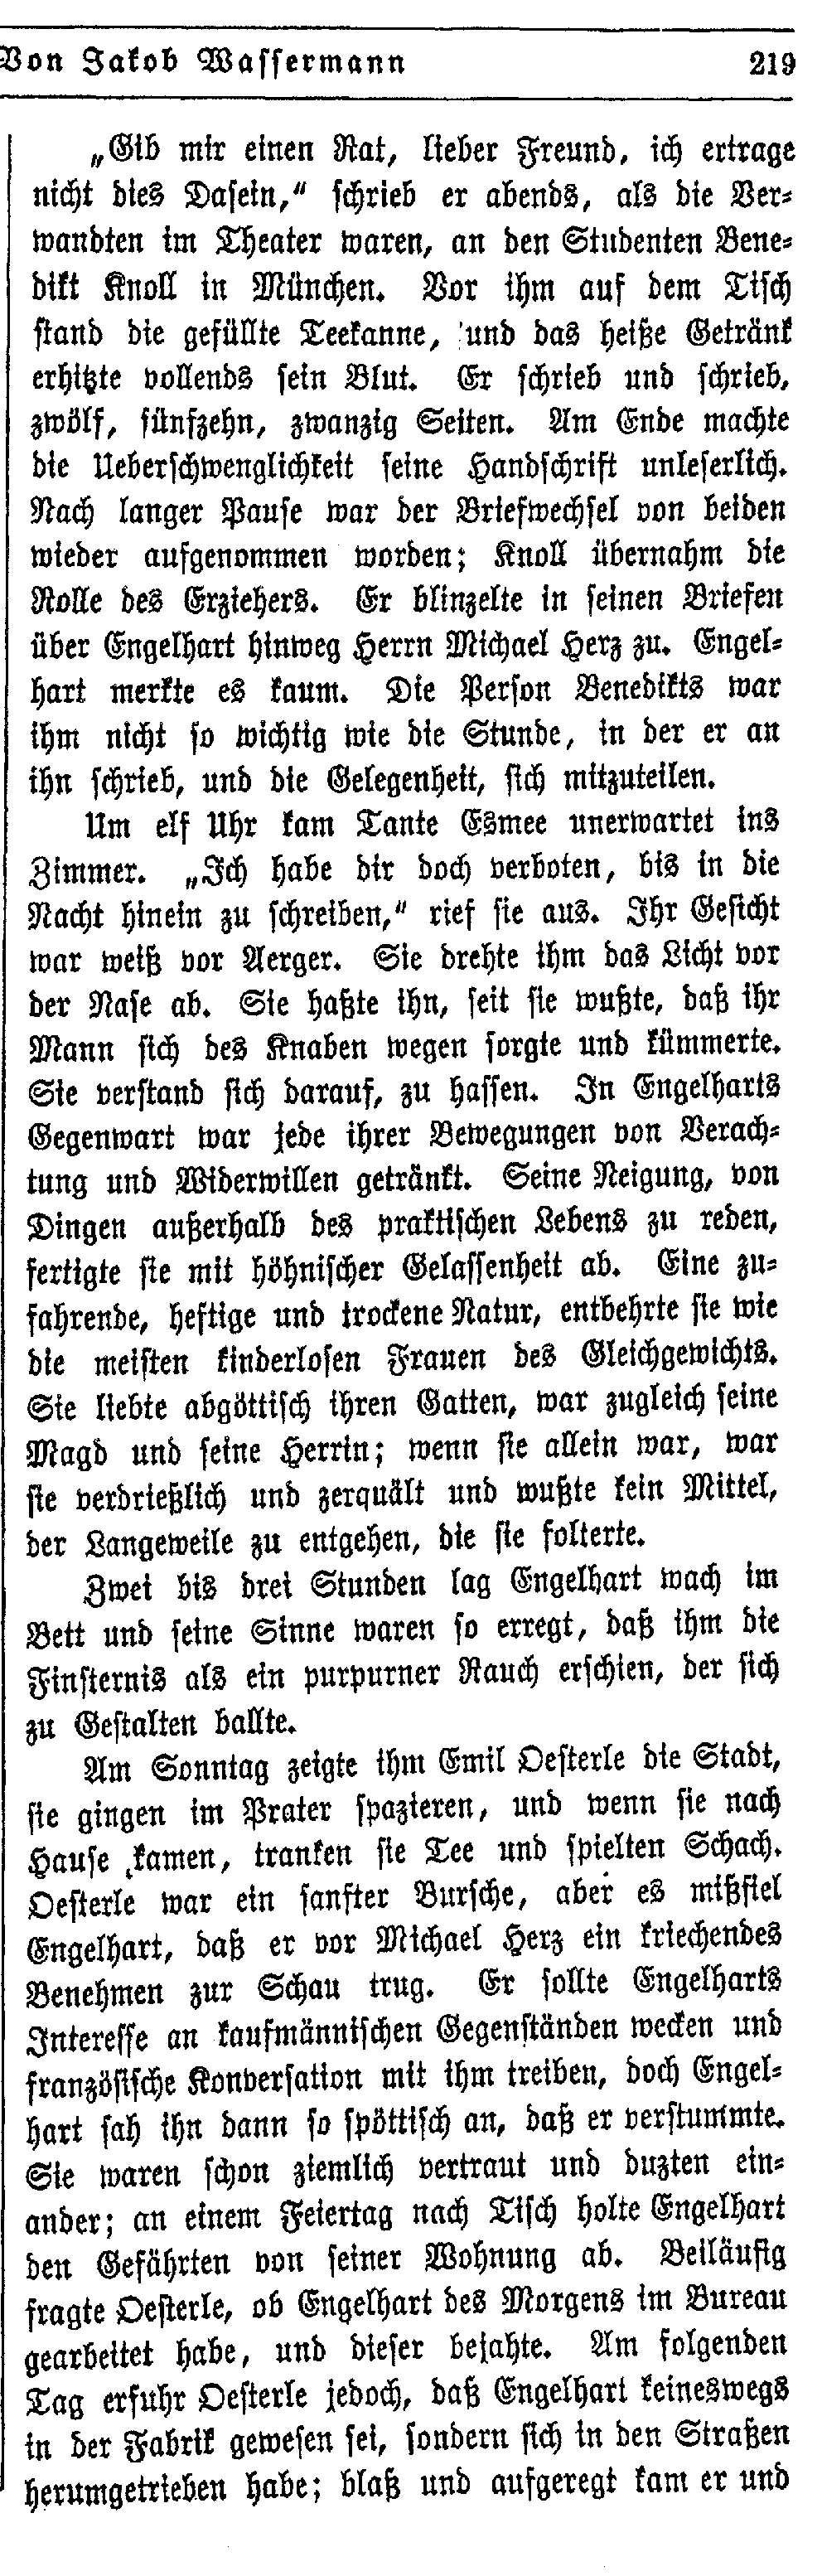 Von Jakob Wassermann 219
„Gib mir einen Rat, lieber Freund, ich ertrage
nicht dies Dasein,“ schrieb er abends, als die Ver-
wandten im Theater waren, an den Studenten Bene-
dikt Knoll in München. Vor ihm auf dem Tisch
stand die gefüllte Teekanne, und das heiße Getränk
erhitzte vollends sein Blut. Er schrieb und schrieb,
zwölf, fünfzehn, zwanzig Seiten. Am Ende machte
die Ueberschwenglichkeit seine Handschrift unleserlich.
Nach langer Pause war der Briefwechsel von beiden
wieder aufgenommen worden; Knoll übernahm die
Rolle des Erziehers. Er blinzelte in seinen Briefen
über Engelhart hinweg Herrn Michael Herz zu. Engel-
hart merkte es kaum. Die Person Benedikts war
ihm nicht so wichtig wie die Stunde, in der er an
ihn schrieb, und die Gelegenheit, sich mitzuteilen.
Um elf Uhr kam Tante Esmee unerwartet ins
Zimmer. „Ich habe dir doch verboten, bis in die
Nacht hinein zu schreiben,“ rief sie aus. Ihr Gesicht
war weiß vor Aerger. Sie drehte ihm das Licht vor
der Nase ab. Sie haßte ihn, seit sie wußte, daß ihr
Mann sich des Knaben wegen sorgte und kümmerte.
Sie verstand sich darauf, zu hassen. In Engelharts
Gegenwart war jede ihrer Bewegungen von Verach-
tung und Widerwillen getränkt. Seine Neigung, von
Dingen außerhalb des praktischen Lebens zu reden,
fertigte sie mit höhnischer Gelassenheit ab. Eine zu-
fahrende, heftige und trockene Natur, entbehrte sie wie
die meisten kinderlosen Frauen des Gleichgewichts.
Sie liebte abgöttisch ihren Gatten, war zugleich seine
Magd und seine Herrin; wenn sie allein war, war
sie verdrießlich und zerquält und wußte kein Mittel,
der Langeweile zu entgehen, die sie folterte.
Zwei bis drei Stunden lag Engelhart wach im
Bett und seine Sinne waren so erregt, daß ihm die
Finsternis als ein purpurner Rauch erschien, der sich
zu Gestalten ballte.
Am Sonntag zeigte ihm Emil Oesterle die Stadt,
sie gingen im Prater spazieren, und wenn sie nach
Hause kamen, tranken sie Tee und spielten Schach.
Oesterle war ein sanfter Bursche, aber es mißfiel
Engelhart, daß er vor Michael Herz ein kriechendes
Benehmen zur Schau trug. Er sollte Engelharts
Interesse an kaufmännischen Gegenständen wecken und
französische Konversation mit ihm treiben, doch Engel-
hart sah ihn dann so spöttisch an, daß er verstummte.
Sie waren schon ziemlich vertraut und duzten ein-
ander; an einem Feiertag nach Tisch holte Engelhart
den Gefährten von seiner Wohnung ab. Beiläufig
fragte Oesterle, ob Engelhart des Morgens im Bureau
gearbeitet habe, und dieser bejahte. Am folgenden
Tag erfuhr Oesterle jedoch, daß Engelhart keineswegs
in der Fabrik gewesen sei, sondern sich in den Straßen
herumgetrieben habe; blaß und aufgeregt kam er und